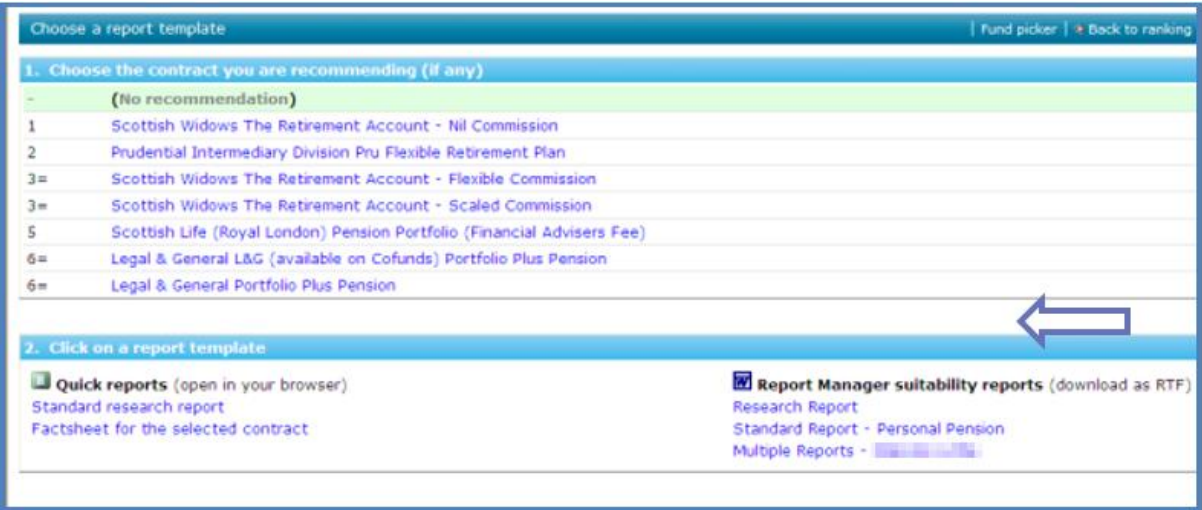 Choose a report template | Fund picker | Back to ranking
1. Choose the contract you are recommending (if any)
- (No recommendation)
1 Scottish Widows The Retirement Account - Nil Commission
2 Prudential Intermediary Division Pru Flexible Retirement Plan
3= Scottish Widows The Retirement Account - Flexible Commission
3= Scottish Widows The Retirement Account - Scaled Commission
5 Scottish Life (Royal London) Pension Portfolio (Financial Advisers Fee)
6= Legal & General L&G (available on Cofunds) Portfolio Plus Pension
6= Legal & General Portfolio Plus Pension
2. Click on a report template
Quick reports (open in your browser)
Standard research report
Factsheet for the selected contract
Report Manager suitability reports (download as RTF)
Research Report
Standard Report - Personal Pension
Multiple Reports -